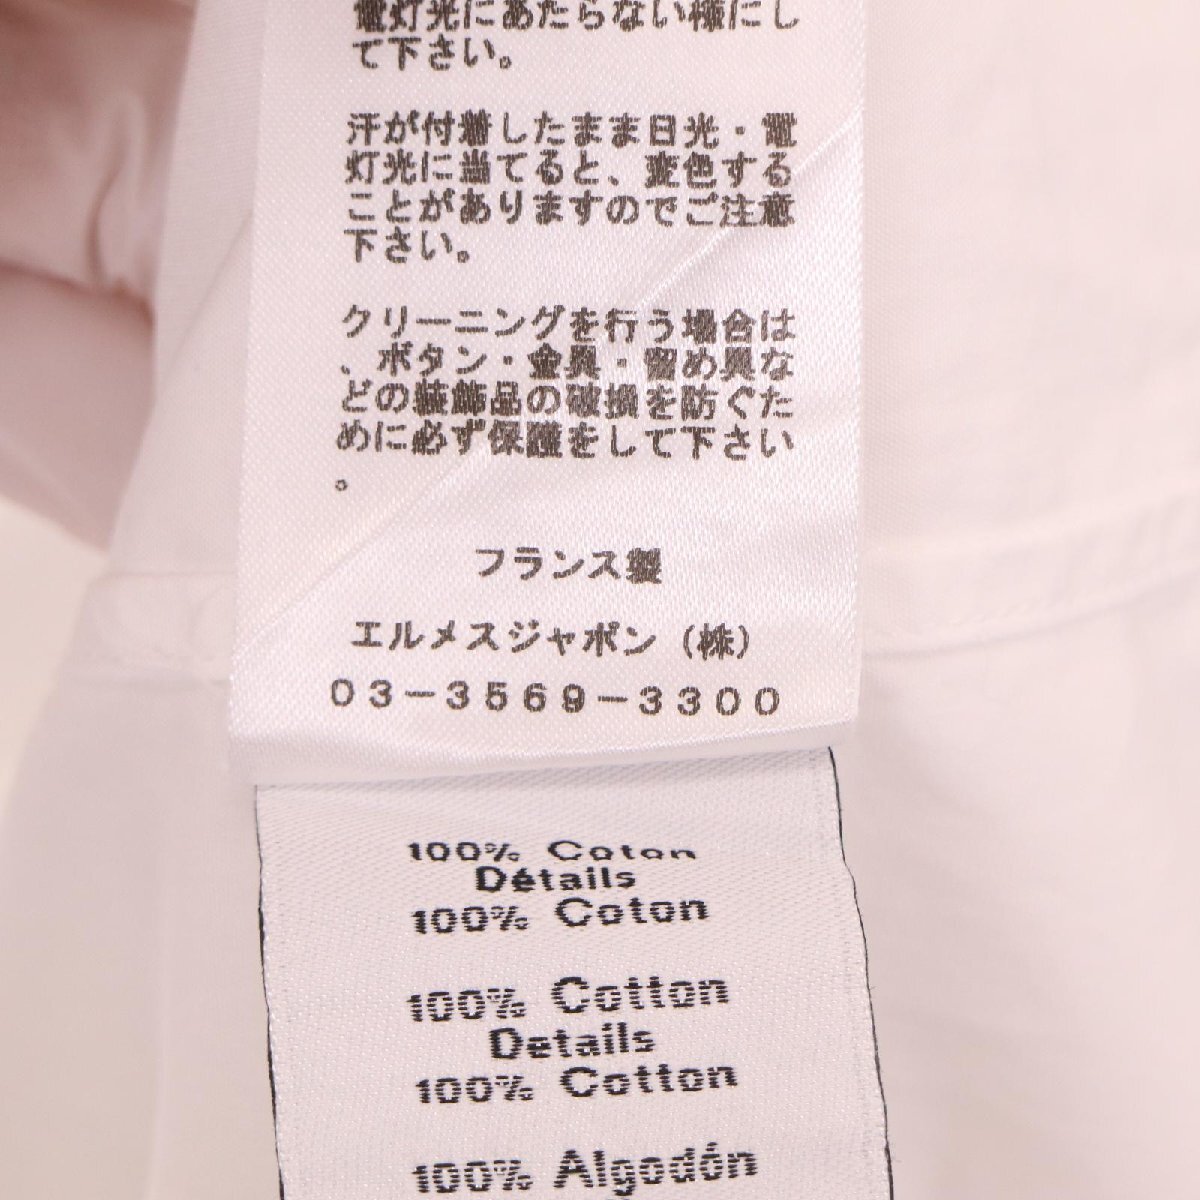 電灯光にあたらない様にし
て下さい。
汗が付着したまま日光・電
灯光に当てると、変色する
ことがありますのでご注意
下さい。
クリーニングを行う場合は
、ボタン・金具・留め具な
どの装飾品の破損を防ぐた
めに必ず保護をして下さい
。
フランス製
エルメスジャポン（株）
03-3569-3300
100% Coton
Détails
100% Coton
100% Cotton
Details
100% Cotton
100% Algodón